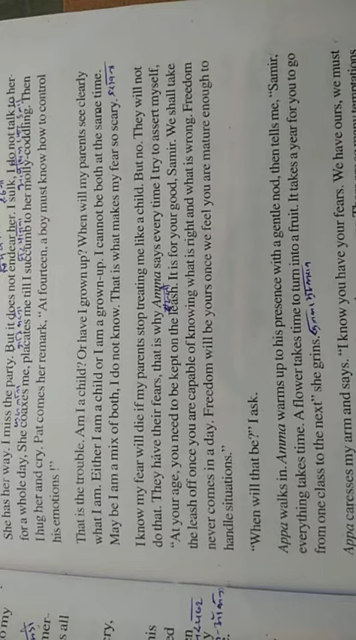 She has her way. I miss the party. But it does not endear her. I sulk, I do not talk to her-
for a whole day. She coaxes me, placates me till I succumb to her molly-coddling. Then
I hug her and cry. Pat comes her remark, "At fourteen, a boy must know how to control
his emotions !"
That is the trouble. Am I a child? Or have I grown up? When will my parents see clearly
what I am. Either I am a child or I am a grown-up. I cannot be both at the same time.
May be I am a mix of both, I do not know. That is what makes my fear so scary.
I know my fear will die if my parents stop treating me like a child. But no. They will not
do that. They have their fears, that is why Amma says every time I try to assert myself,
"At your age, you need to be kept on the leash. It is for your good, Samir. We shall take
the leash off once you are capable of knowing what is right and what is wrong. Freedom
never comes in a day. Freedom will be yours once we feel you are mature enough to
handle situations."
"When will that be?" I ask.
Appa walks in. Amma warms up to his presence with a gentle nod, then tells me, "Samir,
everything takes time. A flower takes time to turn into a fruit. It takes a year for you to go
from one class to the next" she grins.
Appa caresses my arm and says. "I know you have your fears. We have ours, we must